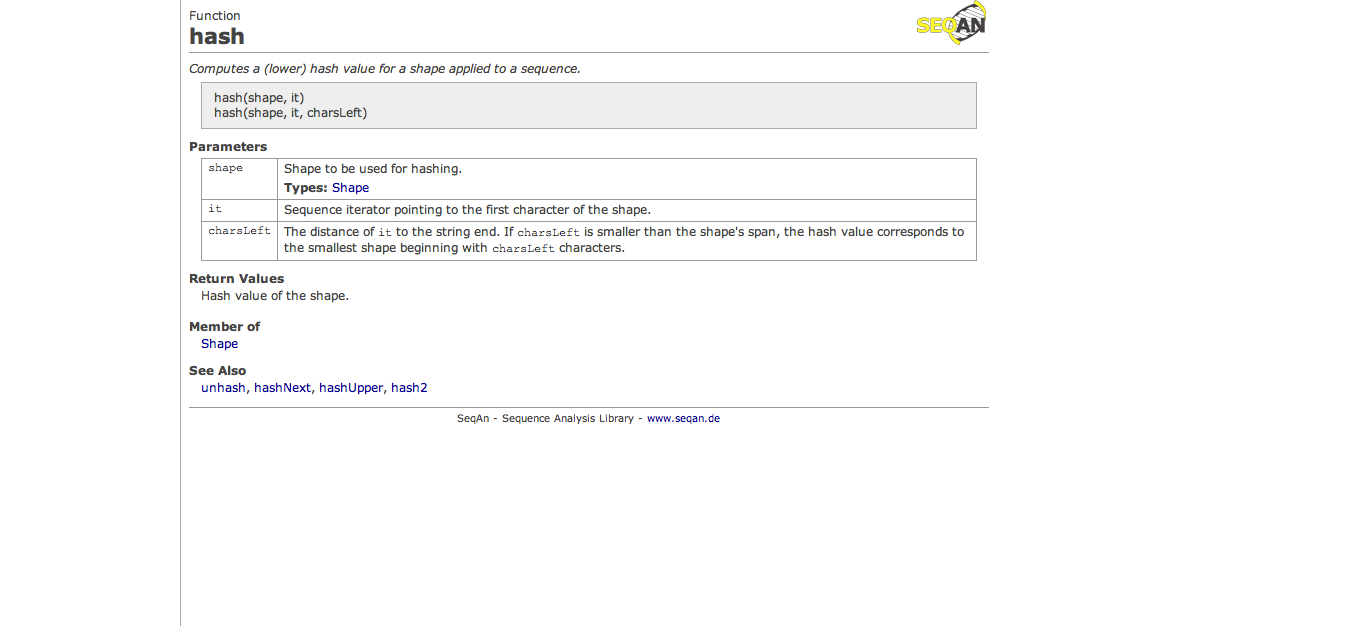 Function
hash
SEQAN
Computes a (lower) hash value for a shape applied to a sequence.
hash(shape, it)
hash(shape, it, charsLeft)
Parameters
shape
Shape to be used for hashing.
Types: Shape
it
Sequence iterator pointing to the first character of the shape.
charsLeft
The distance of it to the string end. If charsLeft is smaller than the shape's span, the hash value corresponds to
the smallest shape beginning with charsLeft characters.
Return Values
Hash value of the shape.
Member of
Shape
See Also
unhash, hashNext, hashUpper, hash2
SeqAn - Sequence Analysis Library - www.seqan.de